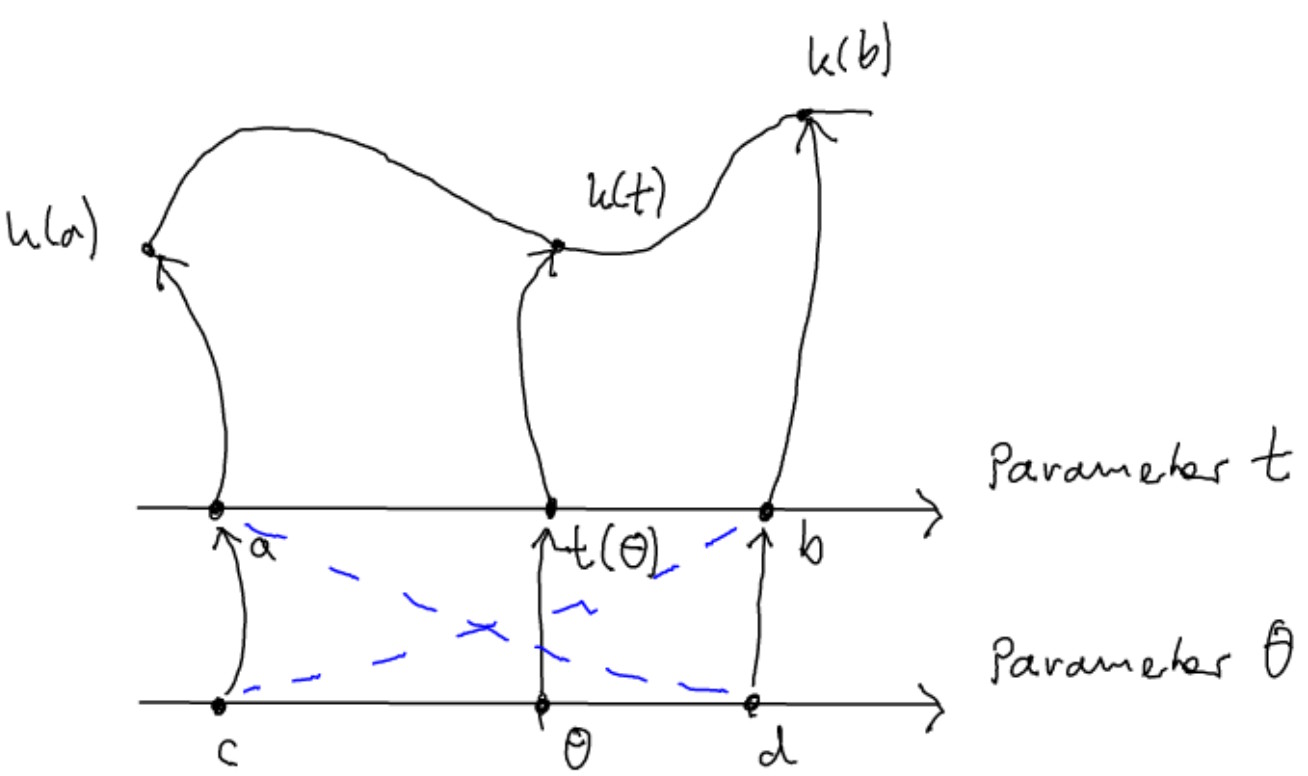 k(b)
k(t)
k(a)
Parameter t
a
t(θ)
b
Parameter θ
c
θ
d